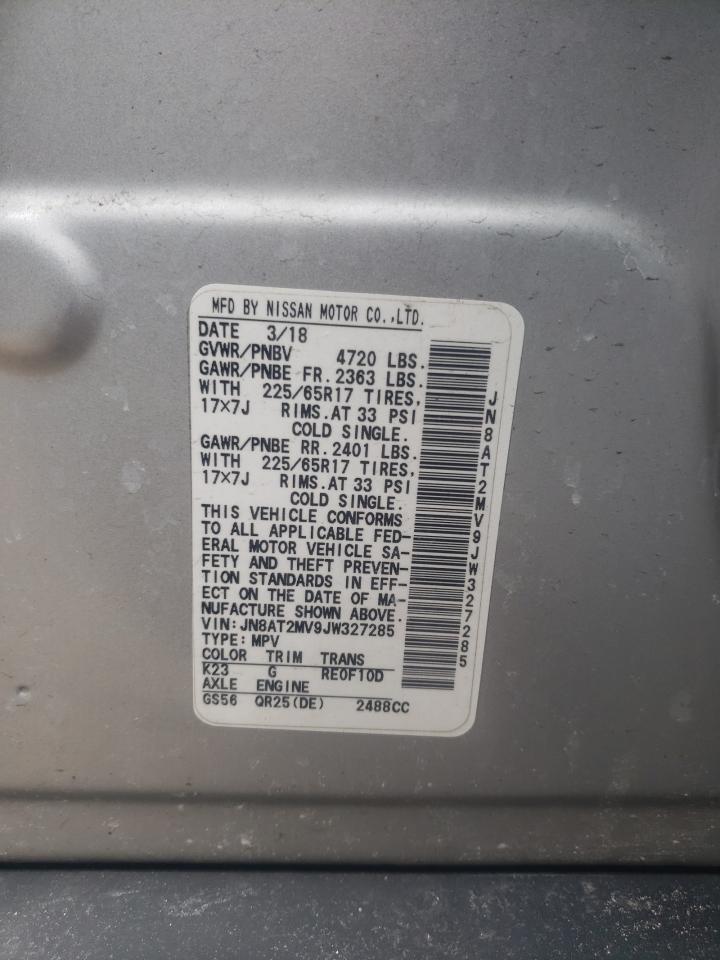 MFD BY NISSAN MOTOR CO.,LTD.
DATE 3/18
GVWR/PNBV 4720 LBS.
GAWR/PNBE FR. 2363 LBS.
WITH 225/65R17 TIRES,
17×7J RIMS. AT 33 PSI
COLD SINGLE.
GAWR/PNBE RR. 2401 LBS.
WITH 225/65R17 TIRES,
17×7J RIMS. AT 33 PSI
COLD SINGLE.
THIS VEHICLE CONFORMS
TO ALL APPLICABLE FED-
ERAL MOTOR VEHICLE SA-
FETY AND THEFT PREVEN-
TION STANDARDS IN EFF-
ECT ON THE DATE OF MA-
NUFACTURE SHOWN ABOVE.
VIN: JN8AT2MV9JW327285
TYPE: MPV
COLOR TRIM TRANS
K23 G RE0F10D
AXLE ENGINE
GS56 QR25(DE) 2488CC
JN8AT2MV9JW327285